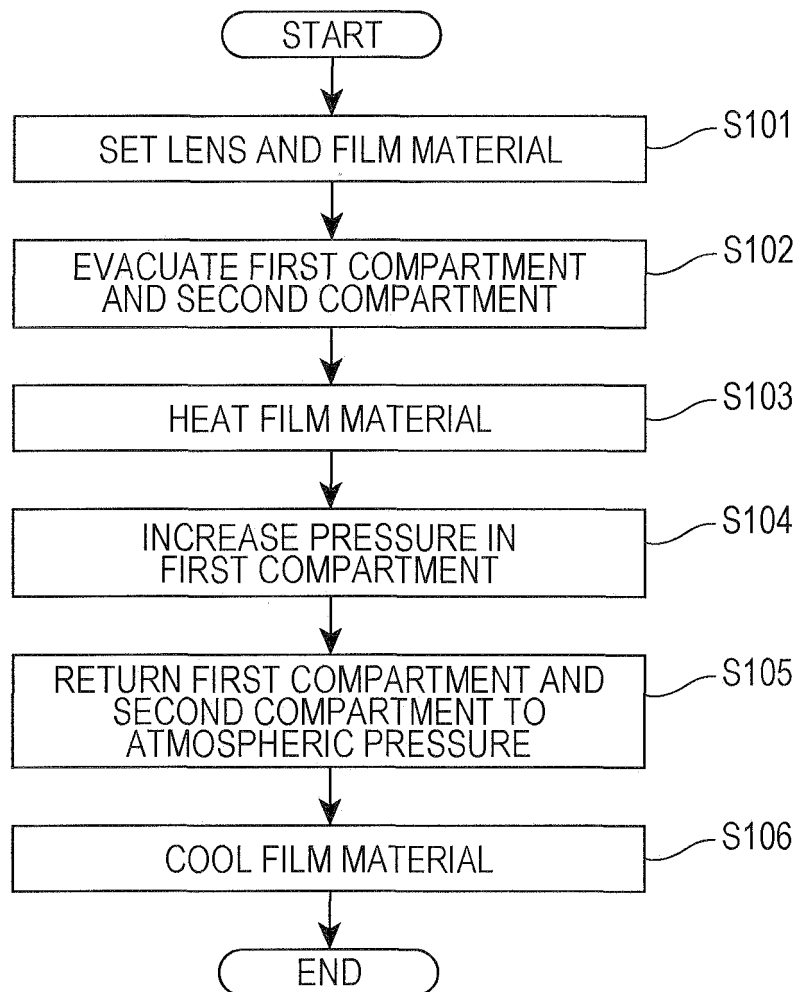 START
SET LENS AND FILM MATERIAL
S101
EVACUATE FIRST COMPARTMENT
AND SECOND COMPARTMENT
S102
HEAT FILM MATERIAL
S103
INCREASE PRESSURE IN
FIRST COMPARTMENT
S104
RETURN FIRST COMPARTMENT AND
SECOND COMPARTMENT TO
ATMOSPHERIC PRESSURE
S105
COOL FILM MATERIAL
S106
END